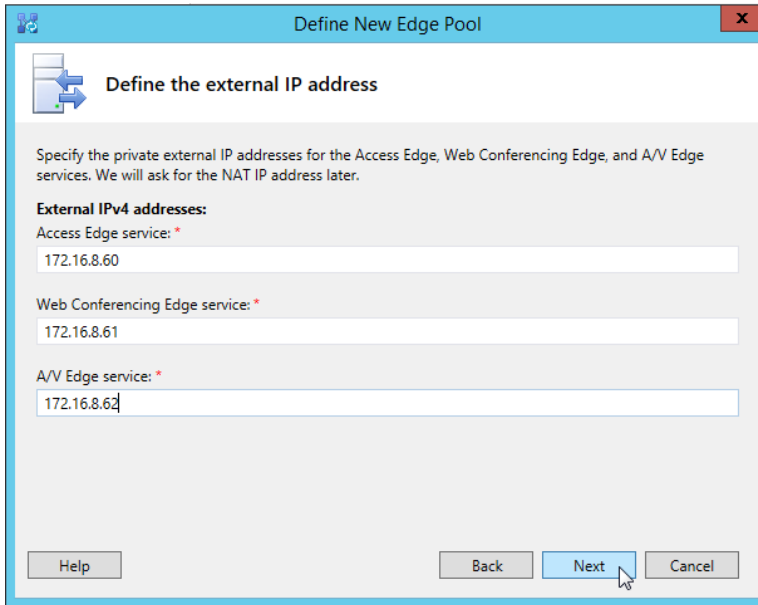 Define New Edge Pool
x
Define the external IP address
Specify the private external IP addresses for the Access Edge, Web Conferencing Edge, and A/V Edge
services. We will ask for the NAT IP address later.
External IPv4 addresses:
Access Edge service: *
172.16.8.60
Web Conferencing Edge service: *
172.16.8.61
A/V Edge service: *
172.16.8.62
Help Back Next Cancel